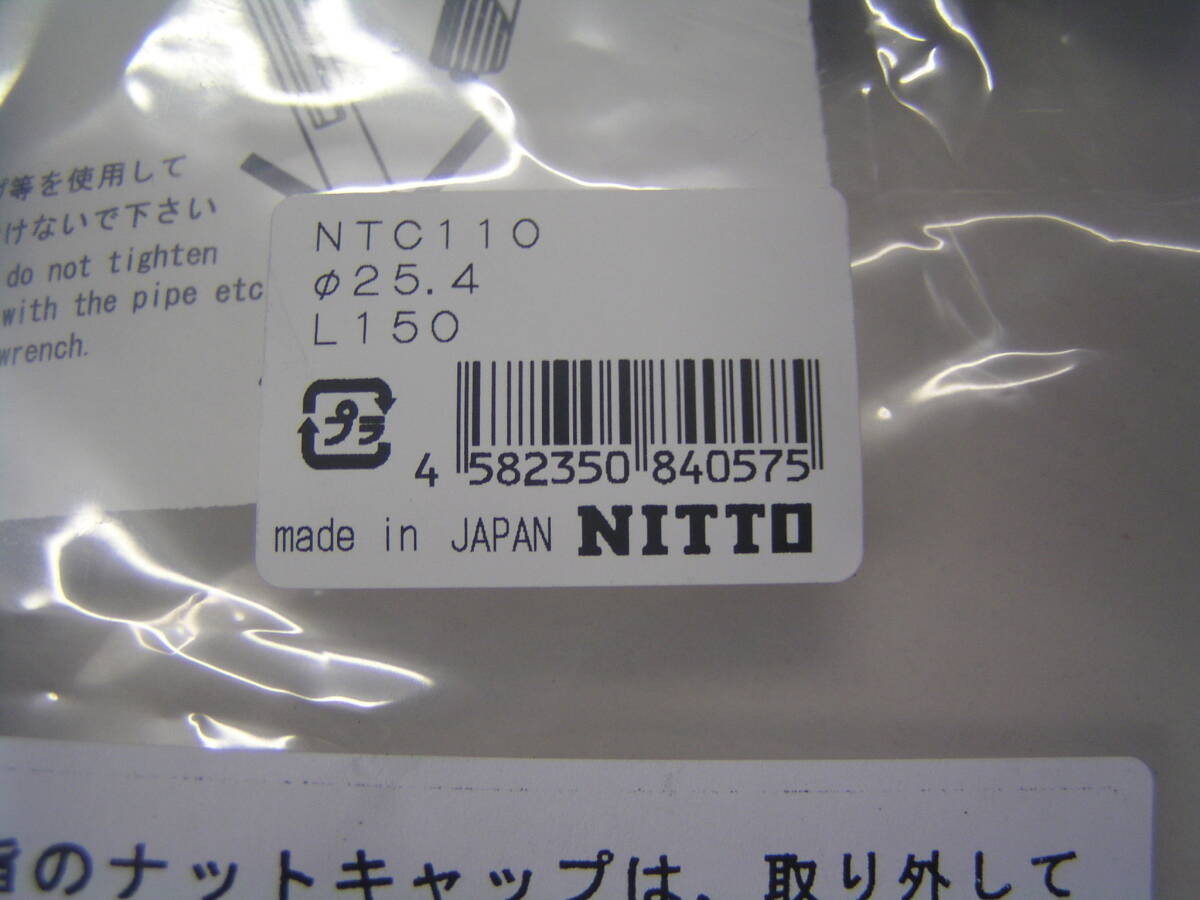 等を使用して
けないで下さい
do not tighten
with the pipe etc
wrench.
NTC110
φ25.4
L150
プラ
4 582350 840575
made in JAPAN NITTO
のナットキャップは、取り外して